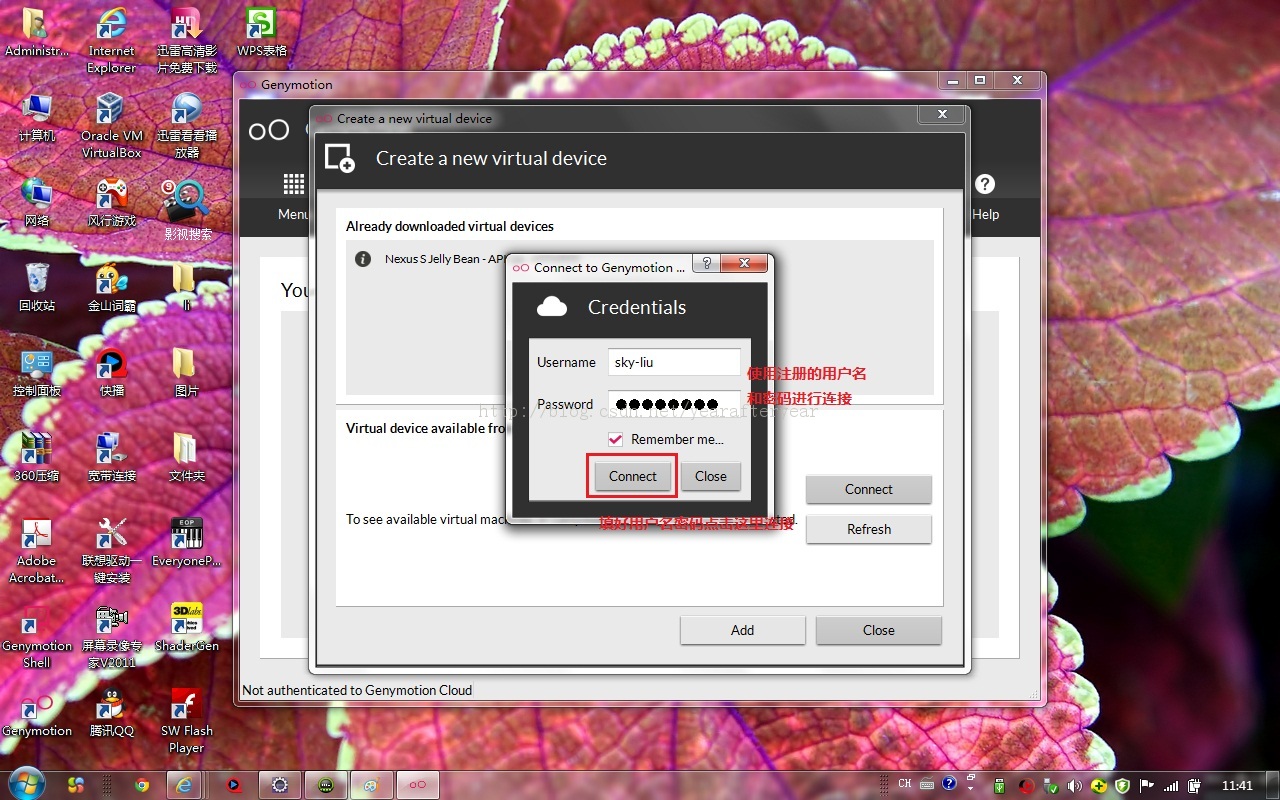 Administr...
Internet
Explorer
迅雷高清影
片免费下载
WPS表格
计算机
Oracle VM
VirtualBox
迅雷看看播
放器
网络
风行游戏
影视搜索
回收站
金山词霸
li
控制面板
快播
图片
360压缩
宽带连接
文件夹
Adobe
Acrobat...
联想驱动一
键安装
EOP
EveryoneP...
Genymotion
Shell
屏幕录像专
家V2011
3Dlabs
ShaderGen
Genymotion
腾讯QQ
SW Flash
Player
Genymotion
Menu
Help
You
Create a new virtual device
Create a new virtual device
Already downloaded virtual devices
Nexus S Jelly Bean - AP
Connect to Genymotion ...
Credentials
Username
sky-liu
使用注册的用户名
Password
和密码进行连接
http://blog.csdn.net/yearafteryear
Remember me...
Connect
Close
Virtual device available fro
Connect
To see available virtual mac
填好用户名密码点击这里连接
Refresh
Add
Close
Not authenticated to Genymotion Cloud
CH
11:41